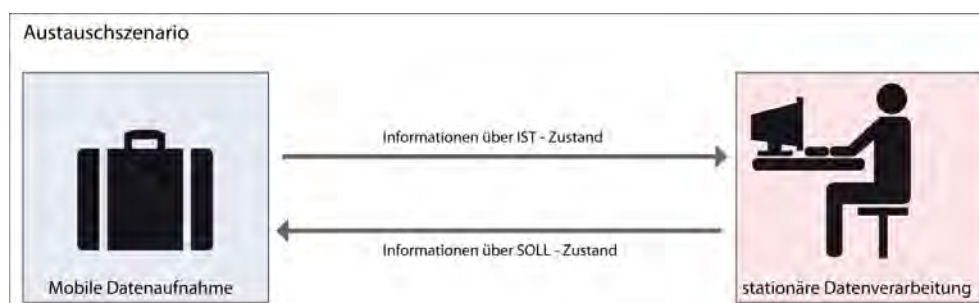 Austauschszenario
Informationen über IST - Zustand
Informationen über SOLL - Zustand
Mobile Datenaufnahme
stationäre Datenverarbeitung